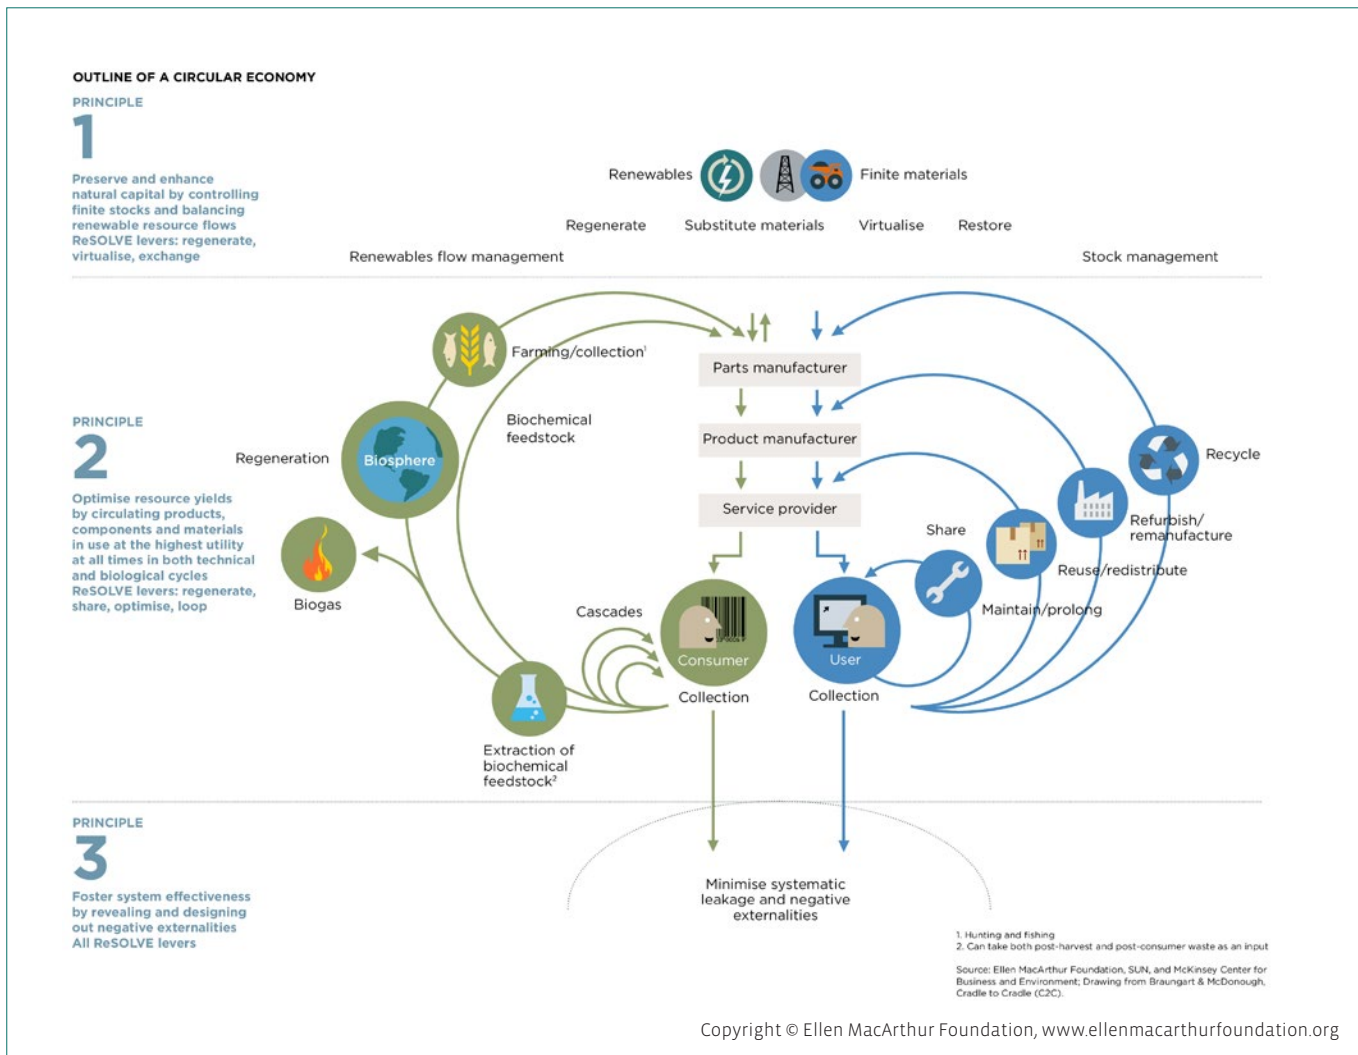 OUTLINE OF A CIRCULAR ECONOMY
PRINCIPLE
1
Preserve and enhance
natural capital by controlling
finite stocks and balancing
renewable resource flows
ReSOLVE levers: regenerate,
virtualise, exchange
Renewables
Finite materials
Regenerate
Substitute materials
Virtualise
Restore
Renewables flow management
Stock management
PRINCIPLE
2
Optimise resource yields
by circulating products,
components and materials
in use at the highest utility
at all times in both technical
and biological cycles
ReSOLVE levers: regenerate,
share, optimise, loop
Farming/collection¹
Biochemical
feedstock
Regeneration
Biosphere
Biogas
Cascades
Extraction of
biochemical
feedstock²
Parts manufacturer
Product manufacturer
Service provider
Consumer
Collection
User
Collection
Share
Maintain/prolong
Reuse/redistribute
Refurbish/
remanufacture
Recycle
PRINCIPLE
3
Foster system effectiveness
by revealing and designing
out negative externalities
All ReSOLVE levers
Minimise systematic
leakage and negative
externalities
1. Hunting and fishing
2. Can take both post-harvest and post-consumer waste as an input
Source: Ellen MacArthur Foundation, SUN, and McKinsey Center for
Business and Environment; Drawing from Braungart & McDonough,
Cradle to Cradle (C2C).
Copyright © Ellen MacArthur Foundation, www.ellenmacarthurfoundation.org